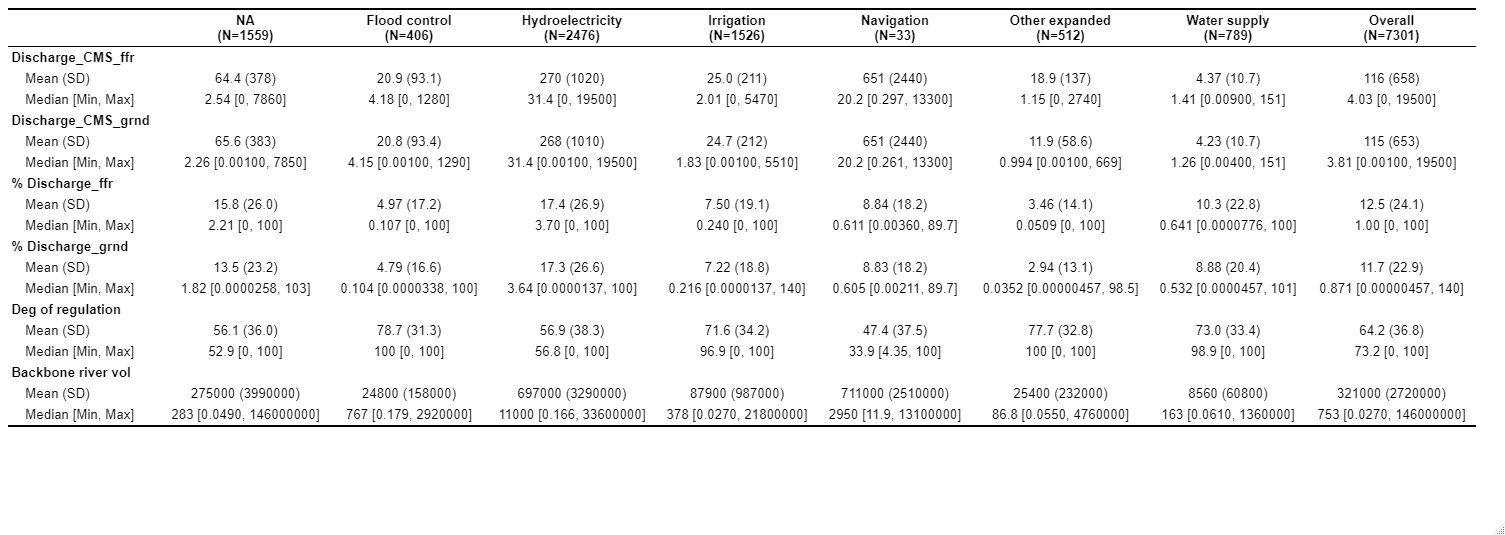 NA Flood control Hydroelectricity Irrigation Navigation Other expanded Water supply Overall
(N=1559) (N=406) (N=2476) (N=1526) (N=33) (N=512) (N=789) (N=7301)
Discharge_CMS_ffr
Mean (SD) 64.4 (378) 20.9 (93.1) 270 (1020) 25.0 (211) 651 (2440) 18.9 (137) 4.37 (10.7) 116 (658)
Median [Min, Max] 2.54 [0, 7860] 4.18 [0, 1280] 31.4 [0, 19500] 2.01 [0, 5470] 20.2 [0.297, 13300] 1.15 [0, 2740] 1.41 [0.00900, 151] 4.03 [0, 19500]
Discharge_CMS_grnd
Mean (SD) 65.6 (383) 20.8 (93.4) 268 (1010) 24.7 (212) 651 (2440) 11.9 (58.6) 4.23 (10.7) 115 (653)
Median [Min, Max] 2.26 [0.00100, 7850] 4.15 [0.00100, 1290] 31.4 [0.00100, 19500] 1.83 [0.00100, 5510] 20.2 [0.261, 13300] 0.994 [0.00100, 669] 1.26 [0.00400, 151] 3.81 [0.00100, 19500]
% Discharge_ffr
Mean (SD) 15.8 (26.0) 4.97 (17.2) 17.4 (26.9) 7.50 (19.1) 8.84 (18.2) 3.46 (14.1) 10.3 (22.8) 12.5 (24.1)
Median [Min, Max] 2.21 [0, 100] 0.107 [0, 100] 3.70 [0, 100] 0.240 [0, 100] 0.611 [0.00360, 89.7] 0.0509 [0, 100] 0.641 [0.0000776, 100] 1.00 [0, 100]
% Discharge_grnd
Mean (SD) 13.5 (23.2) 4.79 (16.6) 17.3 (26.6) 7.22 (18.8) 8.83 (18.2) 2.94 (13.1) 8.88 (20.4) 11.7 (22.9)
Median [Min, Max] 1.82 [0.0000258, 103] 0.104 [0.0000338, 100] 3.64 [0.0000137, 100] 0.216 [0.0000137, 140] 0.605 [0.00211, 89.7] 0.0352 [0.00000457, 98.5] 0.532 [0.0000457, 101] 0.871 [0.00000457, 140]
Deg of regulation
Mean (SD) 56.1 (36.0) 78.7 (31.3) 56.9 (38.3) 71.6 (34.2) 47.4 (37.5) 77.7 (32.8) 73.0 (33.4) 64.2 (36.8)
Median [Min, Max] 52.9 [0, 100] 100 [0, 100] 56.8 [0, 100] 96.9 [0, 100] 33.9 [4.35, 100] 100 [0, 100] 98.9 [0, 100] 73.2 [0, 100]
Backbone river vol
Mean (SD) 275000 (3990000) 24800 (158000) 697000 (3290000) 87900 (987000) 711000 (2510000) 25400 (232000) 8560 (60800) 321000 (2720000)
Median [Min, Max] 283 [0.0490, 146000000] 767 [0.179, 2920000] 11000 [0.166, 33600000] 378 [0.0270, 21800000] 2950 [11.9, 13100000] 86.8 [0.0550, 4760000] 163 [0.0610, 1360000] 753 [0.0270, 146000000]